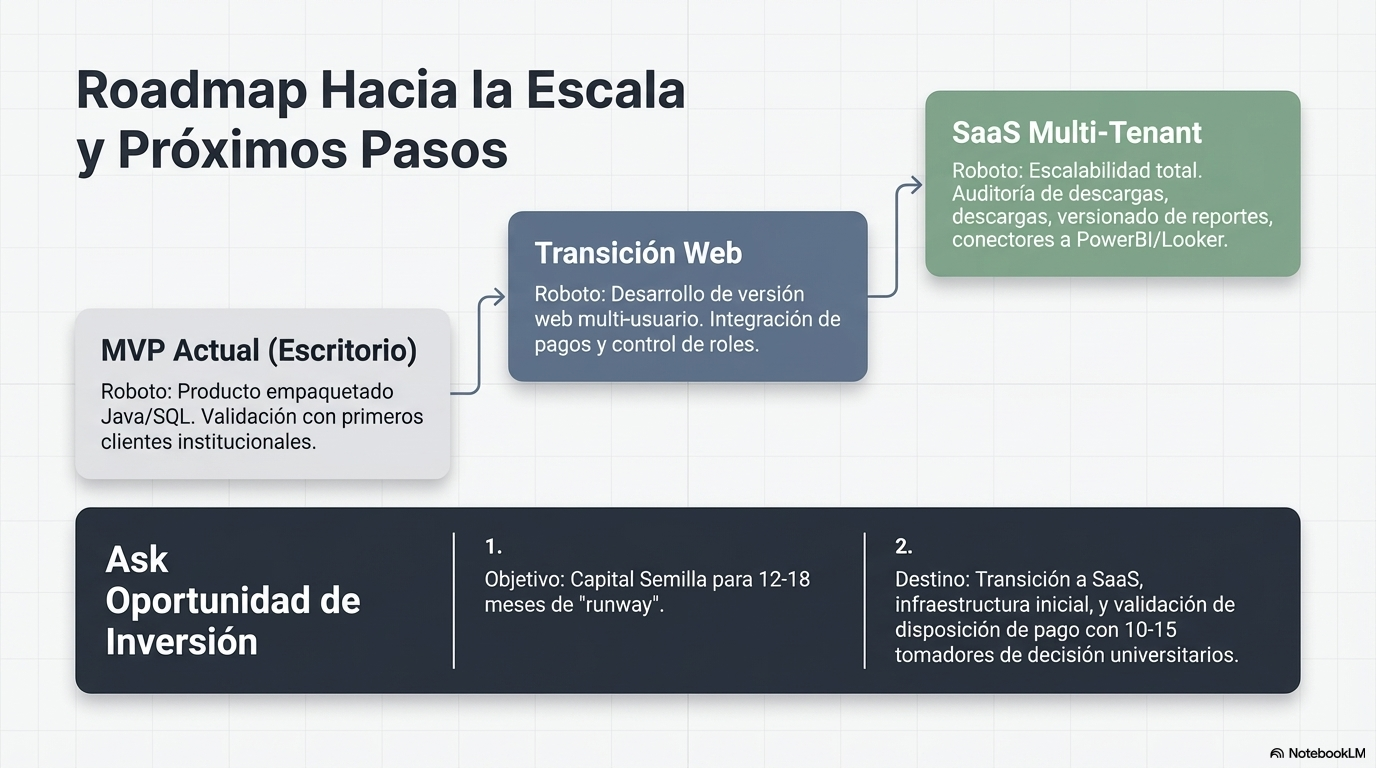 Roadmap Hacia la Escala
y Próximos Pasos
MVP Actual (Escritorio)
Roboto: Producto empaquetado
Java/SQL. Validación con primeros
clientes institucionales.
Transición Web
Roboto: Desarrollo de versión
web multi-usuario. Integración de
pagos y control de roles.
SaaS Multi-Tenant
Roboto: Escalabilidad total.
Auditoría de descargas,
descargas, versionado de reportes,
conectores a PowerBI/Looker.
Ask
Oportunidad de
Inversión
1.
Objetivo: Capital Semilla para 12-18
meses de "runway".
2.
Destino: Transición a SaaS,
infraestructura inicial, y validación de
disposición de pago con 10-15
tomadores de decisión universitarios.
NotebookLM